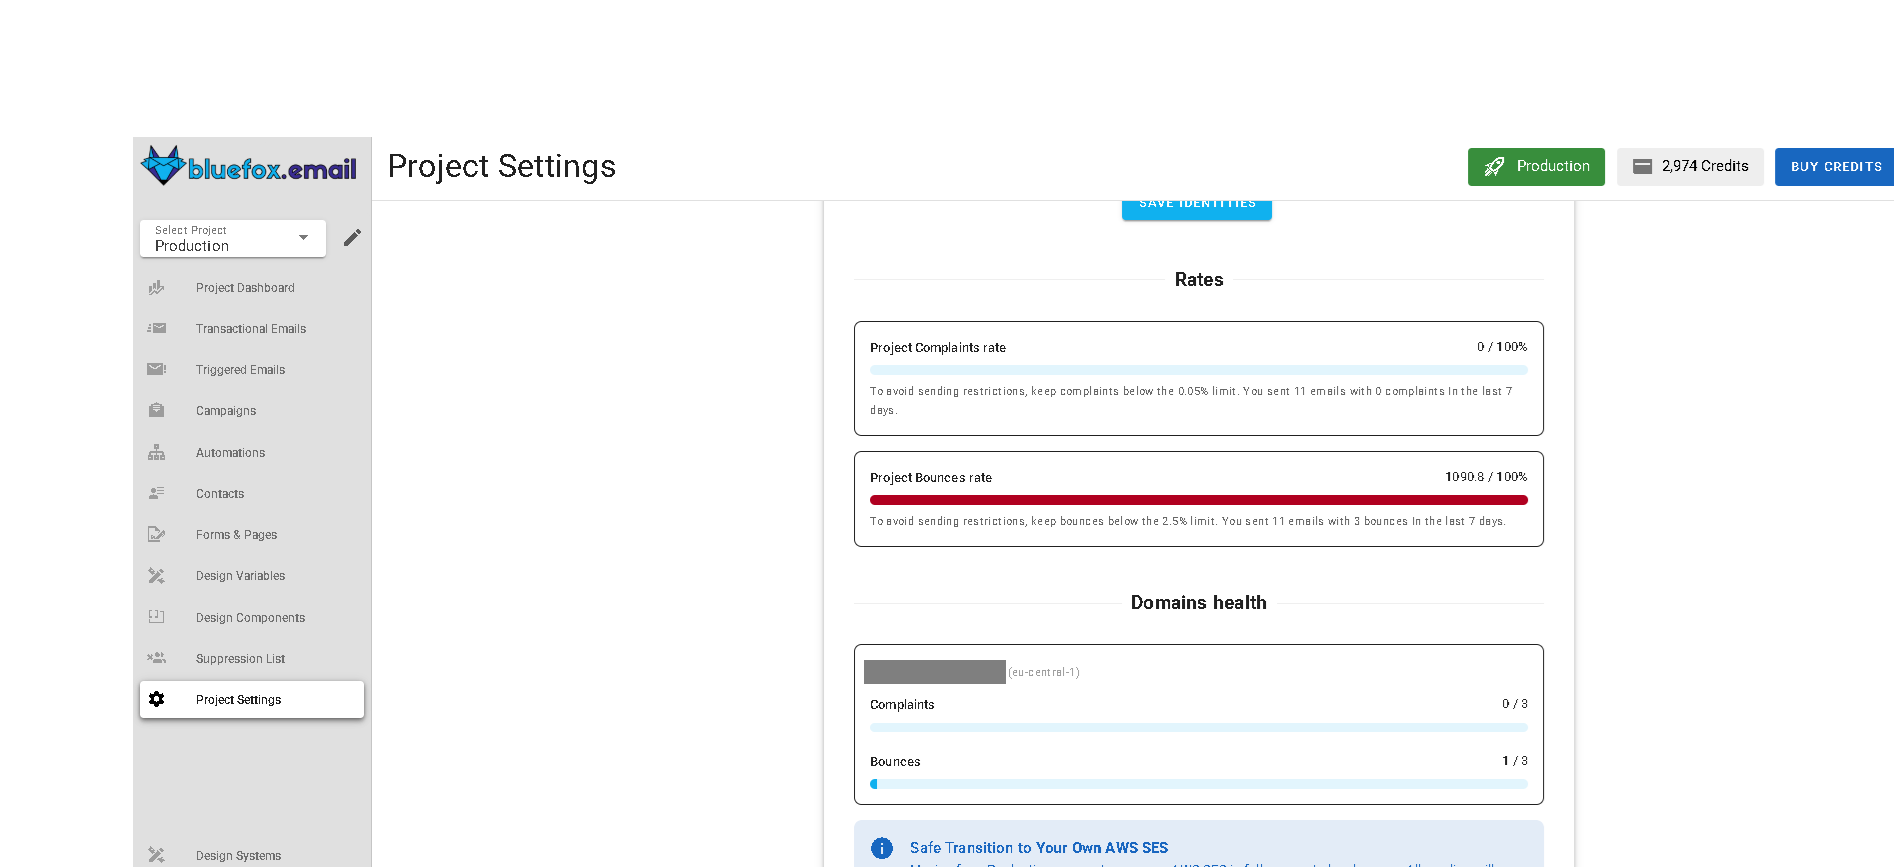 bluefox.email
Project Settings
Production
2,974 Credits
BUY CREDITS
Select Project
Production
Project Dashboard
Transactional Emails
Triggered Emails
Campaigns
Automations
Contacts
Forms & Pages
Design Variables
Design Components
Suppression List
Project Settings
Design Systems
SAVE IDENTITIES
Rates
Project Complaints rate
0 / 100%
To avoid sending restrictions, keep complaints below the 0.05% limit. You sent 11 emails with 0 complaints In the last 7
days.
Project Bounces rate
1090.8 / 100%
To avoid sending restrictions, keep bounces below the 2.5% limit. You sent 11 emails with 3 bounces In the last 7 days.
Domains health
(eu-central-1)
Complaints
0 / 3
Bounces
1 / 3
Safe Transition to Your Own AWS SES